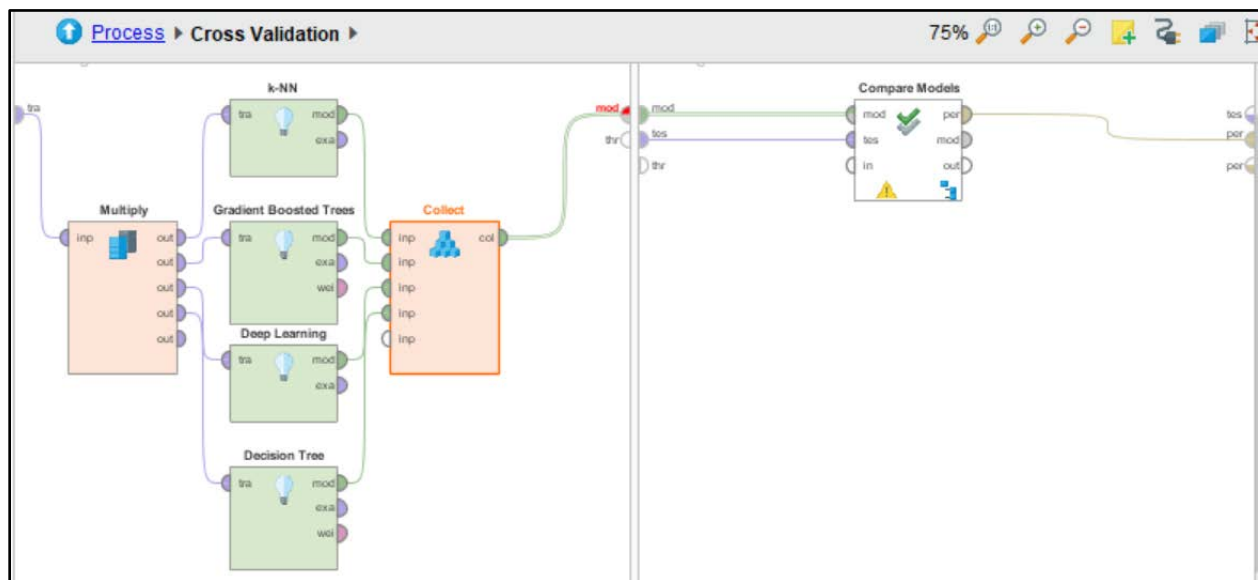 Process Cross Validation
75%
tra
k-NN
tra mod
exa
Multiply
inp out
out
out
out
out
Gradient Boosted Trees
tra mod
exa
wei
Deep Learning
tra mod
exa
Decision Tree
tra mod
exa
wei
Collect
inp col
inp
inp
inp
inp
mod
thr
mod
tes
thr
Compare Models
mod per
tes mod
in out
tes
per
per